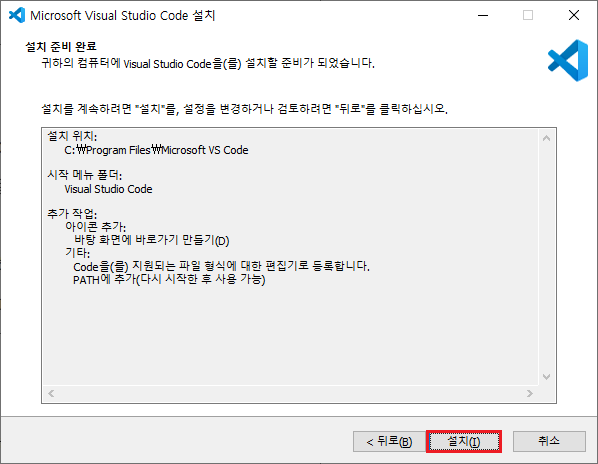 Microsoft Visual Studio Code 설치
설치 준비 완료
귀하의 컴퓨터에 Visual Studio Code을(를) 설치할 준비가 되었습니다.
설치를 계속하려면 "설치"를, 설정을 변경하거나 검토하려면 "뒤로"를 클릭하십시오.
설치 위치:
C:₩Program Files₩Microsoft VS Code
시작 메뉴 폴더:
Visual Studio Code
추가 작업:
아이콘 추가:
바탕 화면에 바로가기 만들기(D)
기타:
Code을(를) 지원되는 파일 형식에 대한 편집기로 등록합니다.
PATH에 추가(다시 시작한 후 사용 가능)
< 뒤로(B) 설치(I) 취소